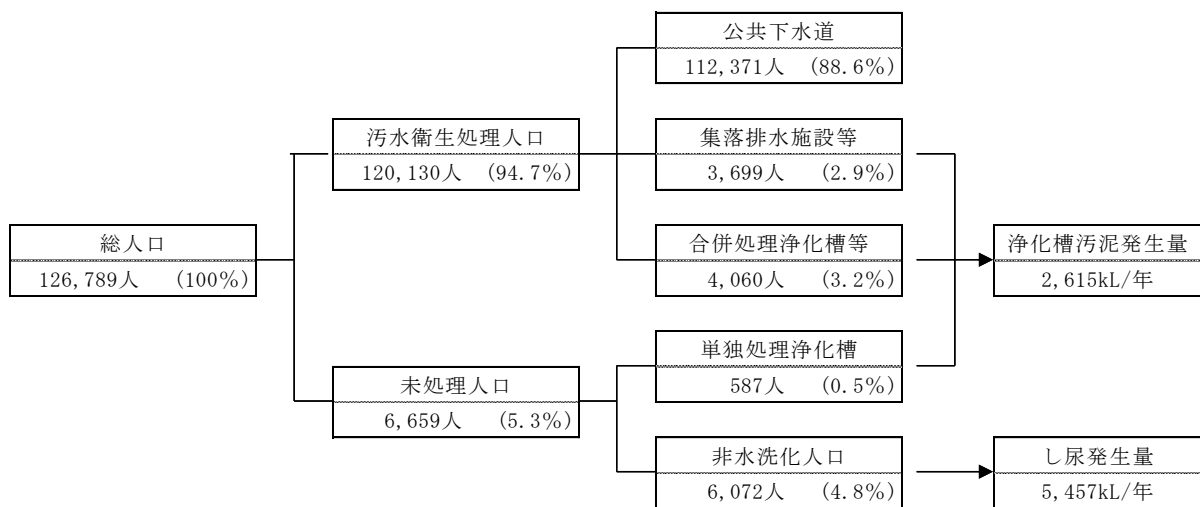 総人口
126,789人 (100%)
汚水衛生処理人口
120,130人 (94.7%)
未処理人口
6,659人 (5.3%)
公共下水道
112,371人 (88.6%)
集落排水施設等
3,699人 (2.9%)
合併処理浄化槽等
4,060人 (3.2%)
単独処理浄化槽
587人 (0.5%)
非水洗化人口
6,072人 (4.8%)
浄化槽汚泥発生量
2,615kL/年
し尿発生量
5,457kL/年